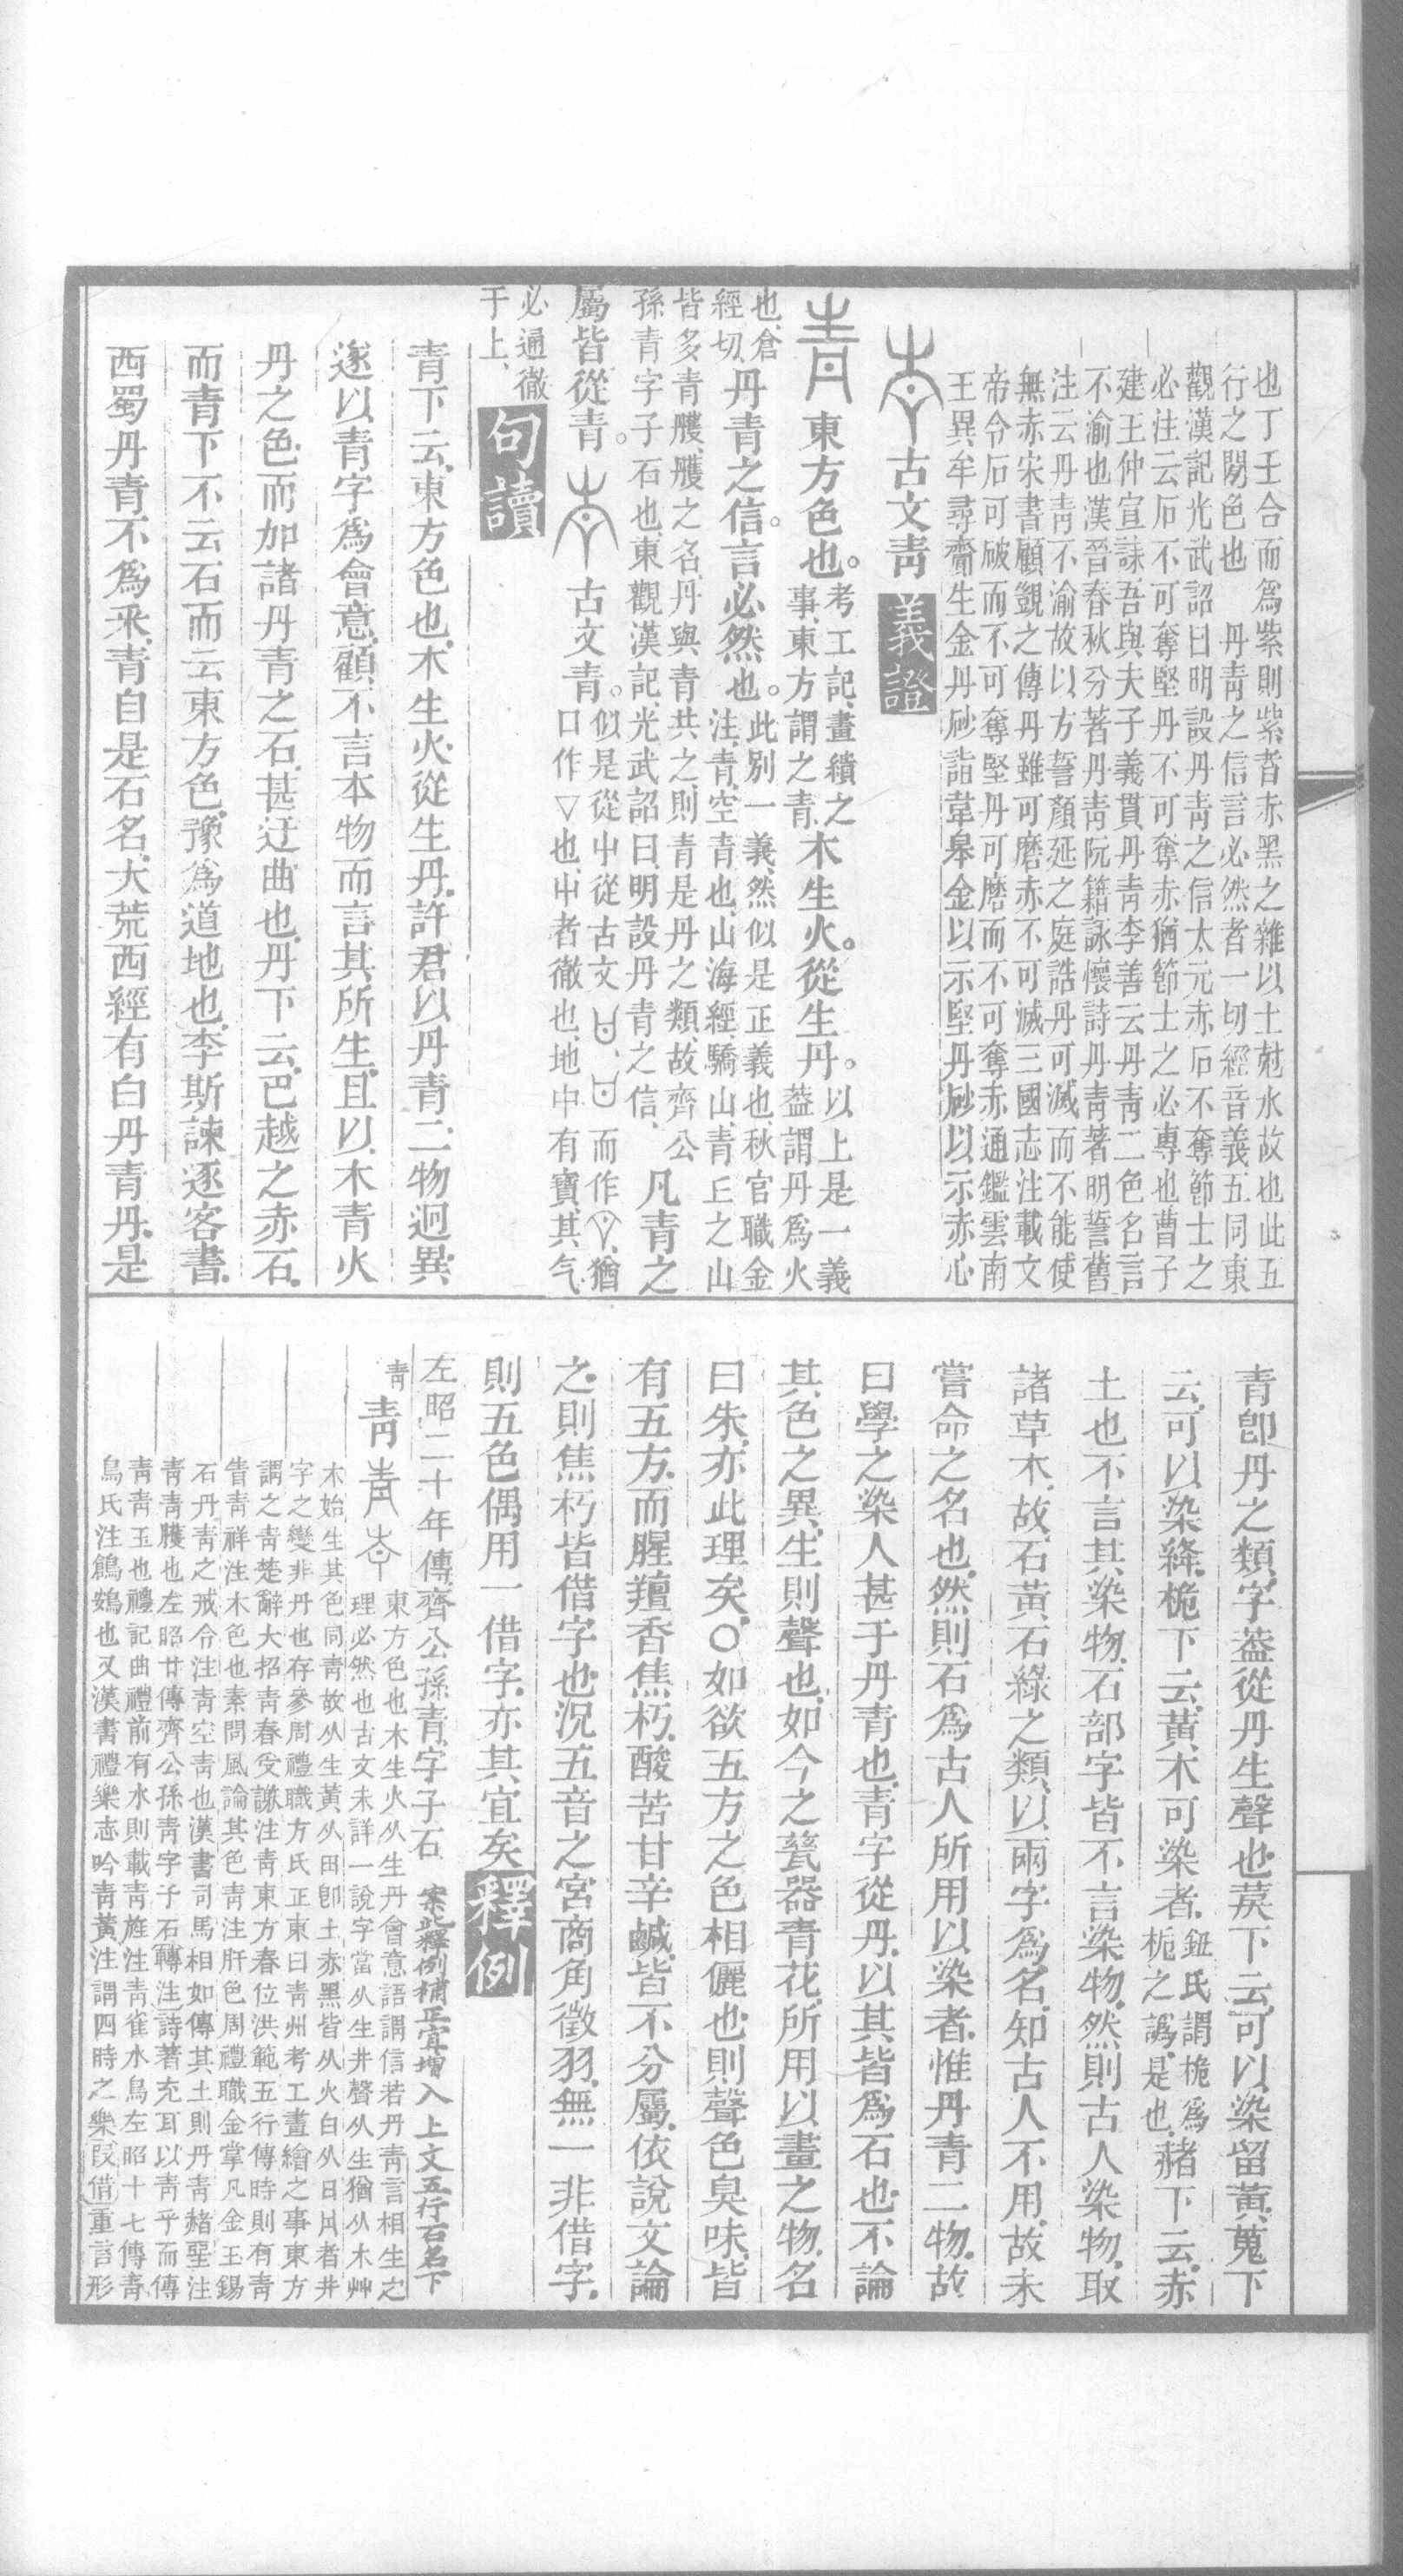 也丁壬合而爲紫則紫者赤黑之雜以土尅水故也此五
行之閒色也　丹青之信言必然者一切經音義五同東
觀漢記光武詔曰明設丹青之信太元赤石不奪節士之
必注云石不可奪堅丹不可奪赤猶節士之必專也曹子
建王仲宣誄吾與夫子義貫丹青李善云丹青二色名言
不渝也漢晉春秋分著丹青阮籍詠懷詩丹青著明誓舊
注云丹青不渝故以方誓顏延之庭誥丹可滅而不能使
無赤宋書顧覬之傳丹雖可磨赤不可滅三國志注載文
帝令石可破而不可奪堅丹可磨而不可奪赤通鑑雲南
王異牟尋齎生金丹砂詣韋皋金以示堅丹砂以示赤心
古文青 義證
青 東方色也。考工記、畫繢之事、東方謂之青、木生火。從生丹。以上是一義蓋謂丹爲火
也、倉經切、丹青之信。言必然也。此別一義、然似是正義也、秋官職金注、青、空青也、山海經、驕山、青𠀉之山
皆多青雘、雘之名、丹與青共之、則青是丹之類、故齊公孫青字子石也、東觀漢記、光武詔曰、明設丹青之信、凡青之
屬皆從青。古文青。似是從中從古文、而作、猶口作▽也、中者徹也、地中有寶、其气
必通徹于上、 句讀
青下云、東方色也、木生火、從生丹、許君以丹青二物迥異、
遂以青字爲會意、顧不言本物而言其所生、且以木青火
丹之色、而加諸丹青之石、甚迂曲也、丹下云、巴越之赤石、
而青下不云石而云東方色、豫爲道地也、李斯諫逐客書、
西蜀丹青不爲采、青自是石名、大荒西經有白丹青丹、是
青卽丹之類、字蓋從丹生聲也、莀下云、可以染留黃、蒐下
云、可以染絳、梔下云、黃木可染者、鈕氏謂桅爲梔之譌、是也、赭下云、赤
土也、不言其染物、石部字皆不言染物、然則古人染物、取
諸草木、故石黃石綠之類、以兩字爲名、知古人不用、故未
嘗命之名也、然則石爲古人所用以染者、惟丹青二物、故
曰學之染人甚于丹青也、青字從丹、以其皆爲石也、不論
其色之異、生則聲也、如今之甆器青花、所用以畫之物、名
曰朱、亦此理矣、○如欲五方之色相儷也、則聲色臭味、皆
有五方、而腥羶香焦朽、酸苦甘辛鹹、皆不分屬、依說文論
之、則焦朽皆借字也、況五音之宮商角徵羽、無一非借字、
則五色偶用一借字、亦其宜矣 釋例
左昭二十年傳、齊公孫青、字子石、 案此釋例補正宜增入上文五行石名下
青 青 東方色也木生火从生丹會意語謂信若丹青言相生之理必然也古文未詳一說字當从生井聲从生猶从木艸
木始生其色同青故从生黃从田卽土赤黑皆从火白从日月者井
字之變非丹也存參周禮職方氏正東曰青州考工畫繪之事東方
謂之青楚辭大招青春受謝注青東方春位洪範五行傳時則有青
眚青祥注木色也素問風論其色青注肝色周禮職金掌凡金玉錫
石丹青之戒令注青空青也漢書司馬相如傳其土則丹青赭堊注
青青雘也左昭廿傳齊公孫青字子石轉注詩著充耳以青乎而傳
青青玉也禮記曲禮前有水則載青旌注青雀水鳥左昭十七傳青
鳥氏注鶬鴳也又漢書禮樂志吟青黃注謂四時之樂叚借重言形